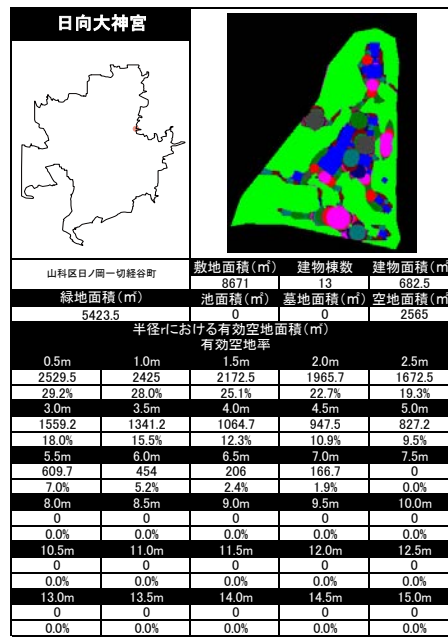 日向大神宮
山科区日ノ岡一切経谷町
敷地面積(㎡) 建物棟数 建物面積(㎡
8671 13 682.5
緑地面積(㎡) 池面積(㎡) 墓地面積(㎡) 空地面積(㎡
5423.5 0 0 2565
半径rにおける有効空地面積(㎡)
有効空地率
0.5m 1.0m 1.5m 2.0m 2.5m
2529.5 2425 2172.5 1965.7 1672.5
29.2% 28.0% 25.1% 22.7% 19.3%
3.0m 3.5m 4.0m 4.5m 5.0m
1559.2 1341.2 1064.7 947.5 827.2
18.0% 15.5% 12.3% 10.9% 9.5%
5.5m 6.0m 6.5m 7.0m 7.5m
609.7 454 206 166.7 0
7.0% 5.2% 2.4% 1.9% 0.0%
8.0m 8.5m 9.0m 9.5m 10.0m
0 0 0 0 0
0.0% 0.0% 0.0% 0.0% 0.0%
10.5m 11.0m 11.5m 12.0m 12.5m
0 0 0 0 0
0.0% 0.0% 0.0% 0.0% 0.0%
13.0m 13.5m 14.0m 14.5m 15.0m
0 0 0 0 0
0.0% 0.0% 0.0% 0.0% 0.0%